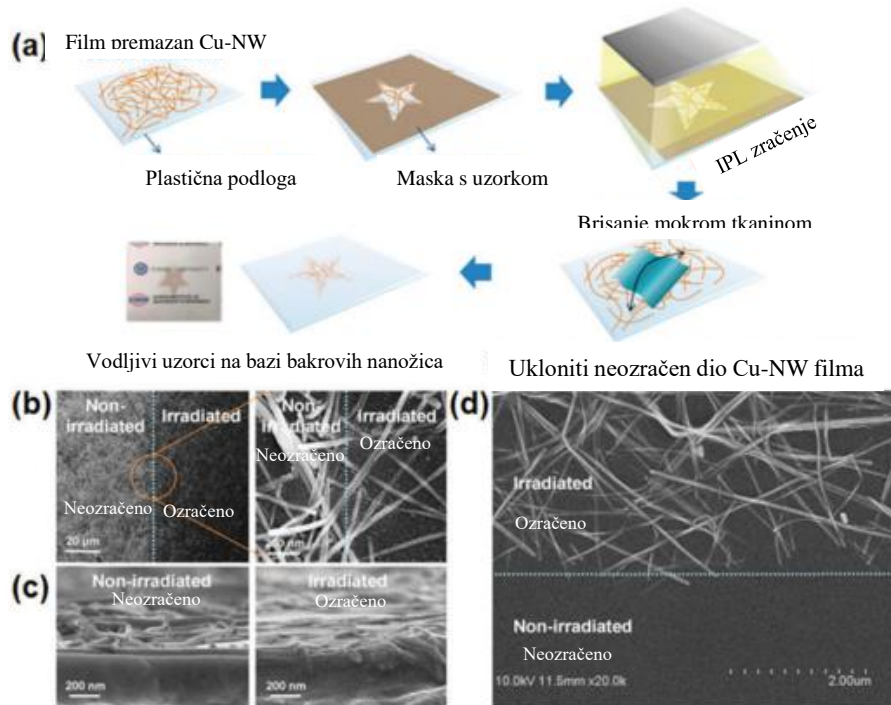 (a)
Film premazan Cu-NW
Plastična podloga
Maska s uzorkom
IPL zračenje
Brisanje mokrom tkaninom
Ukloniti neozračen dio Cu-NW filma
Vodljivi uzorci na bazi bakrovih nanožica
(b)
Non-
irradiated
Irradiated
Neozračeno
Ozračeno
20 µm
Non-
irradiated
Irradiated
Neozračeno
Ozračeno
(c)
Non-irradiated
Neozračeno
200 nm
Irradiated
Ozračeno
200 nm
(d)
Irradiated
Ozračeno
Non-irradiated
Neozračeno
10.0kV 11.5mm x20.0k
2.00um